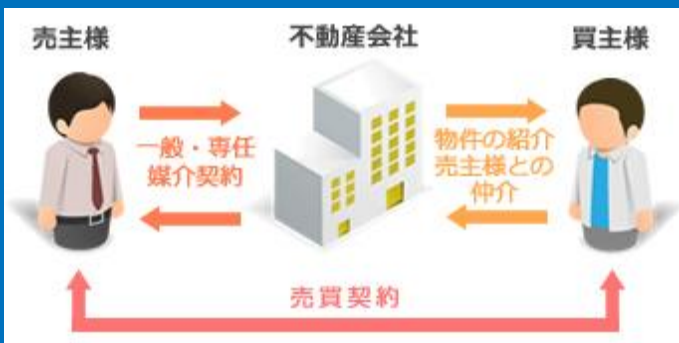 売主様
不動産会社
買主様
一般・専任
媒介契約
物件の紹介
売主様との
仲介
売買契約